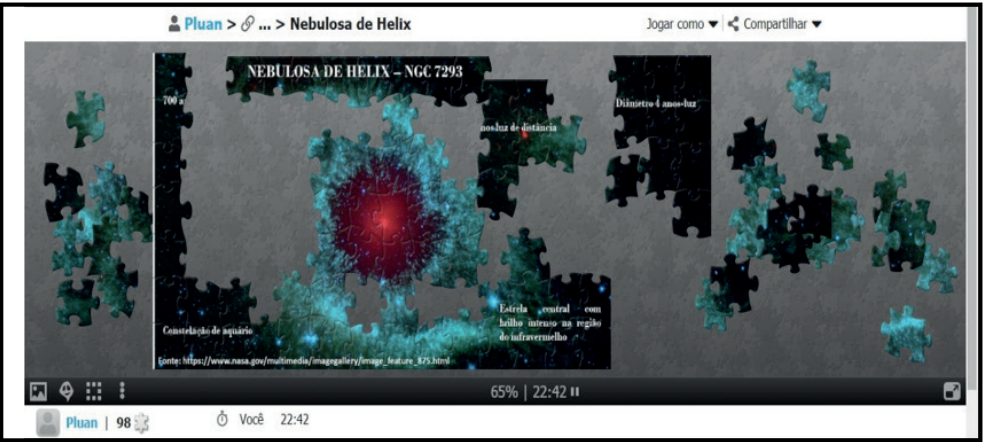 Pluan > ... > Nebulosa de Helix
Jogar como
Compartilhar
NEBULOSA DE HELIX – NGC 7293
700 a
nos-luz de distância
Diâmetro 4 anos-luz
Constelação de aquário
Estrela central com
brilho intenso na região
do infravermelho
Fonte: https://www.nasa.gov/multimedia/imagegallery/image_feature_875.html
65% | 22:42
Pluan | 98
Você 22:42